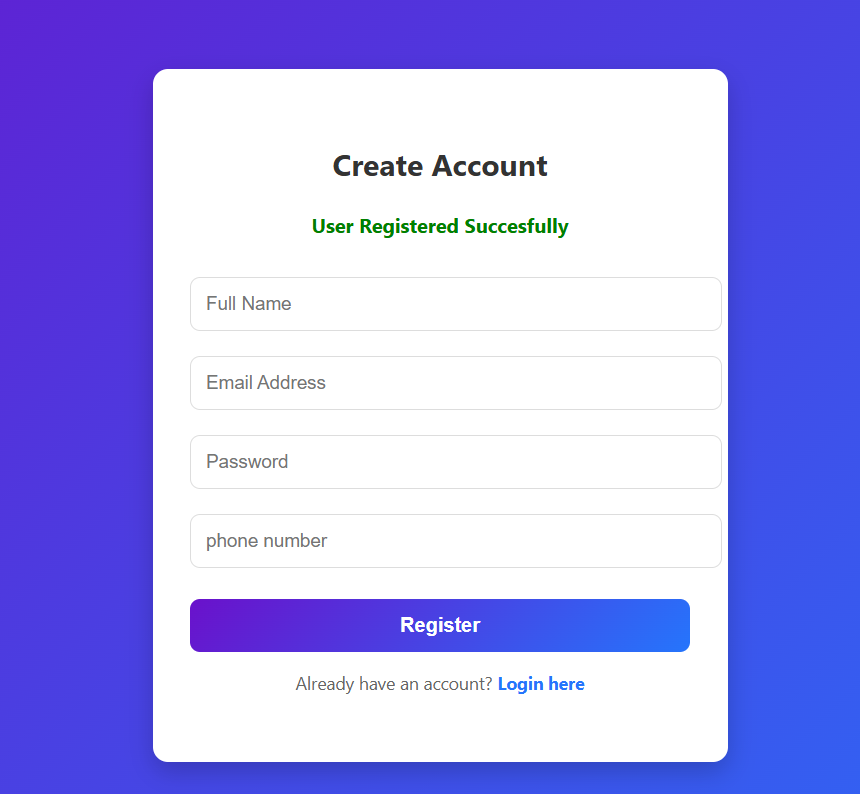 Create Account
User Registered Succesfully
Full Name
Email Address
Password
phone number
Register
Already have an account? Login here